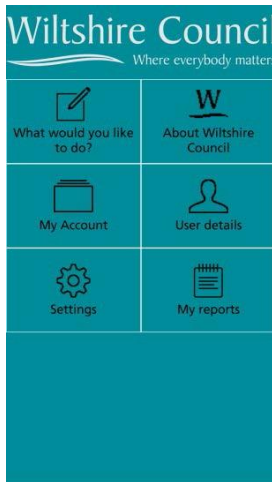 Wiltshire Council
Where everybody matters
What would you like
to do?
W
About Wiltshire
Council
My Account
User details
Settings
My reports